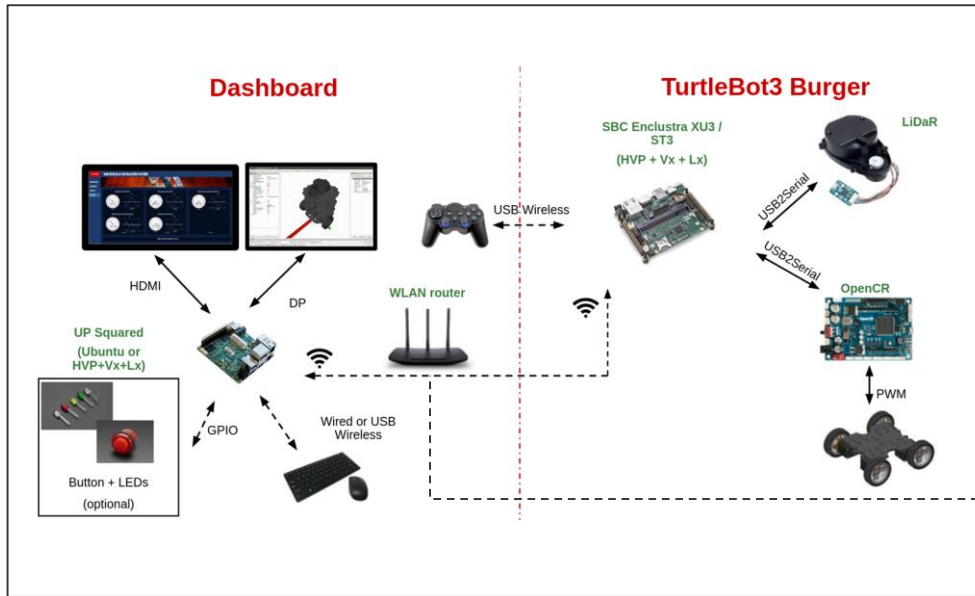 Dashboard
TurtleBot3 Burger
SBC Enclustra XU3 /
ST3
(HVP + Vx + Lx)
LiDaR
USB Wireless
USB2Serial
USB2Serial
HDMI
DP
WLAN router
OpenCR
UP Squared
(Ubuntu or
HVP+Vx+Lx)
GPIO
Wired or USB
Wireless
PWM
Button + LEDs
(optional)